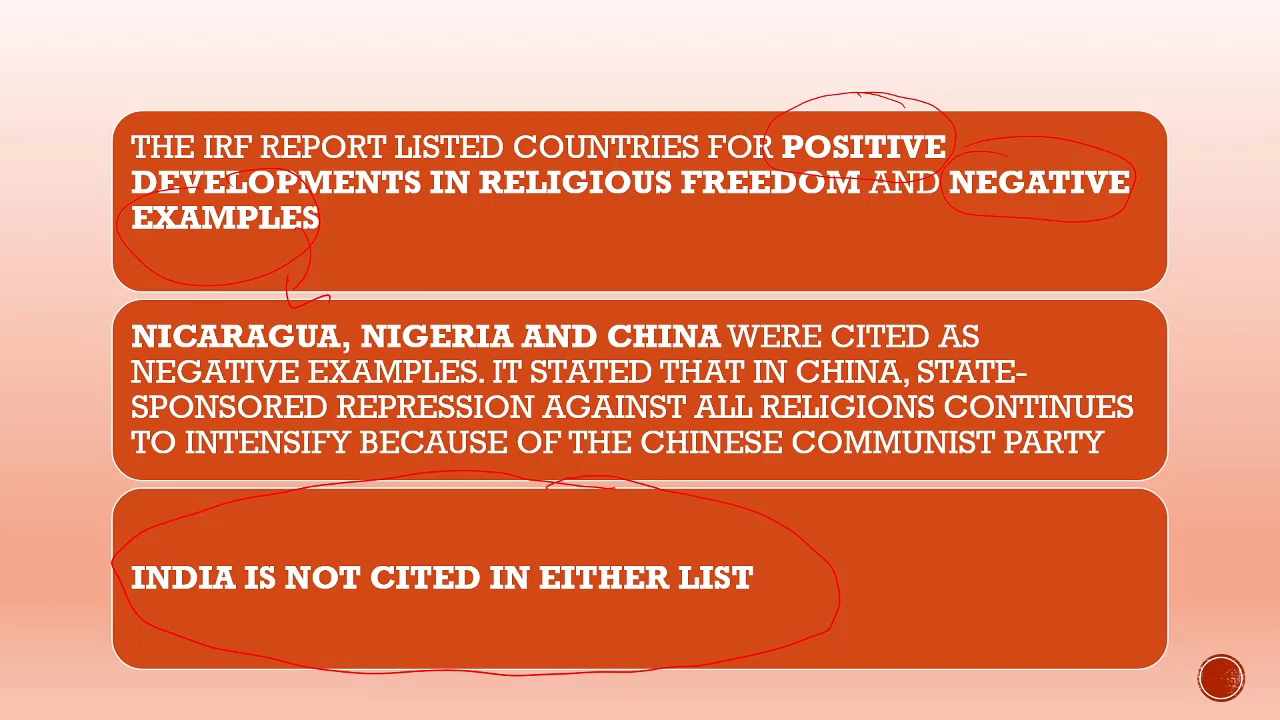 THE IRF REPORT LISTED COUNTRIES FOR POSITIVE
DEVELOPMENTS IN RELIGIOUS FREEDOM AND NEGATIVE
EXAMPLES
NICARAGUA, NIGERIA AND CHINA WERE CITED AS
NEGATIVE EXAMPLES. IT STATED THAT IN CHINA, STATE-
SPONSORED REPRESSION AGAINST ALL RELIGIONS CONTINUES
TO INTENSIFY BECAUSE OF THE CHINESE COMMUNIST PARTY
INDIA IS NOT CITED IN EITHER LIST